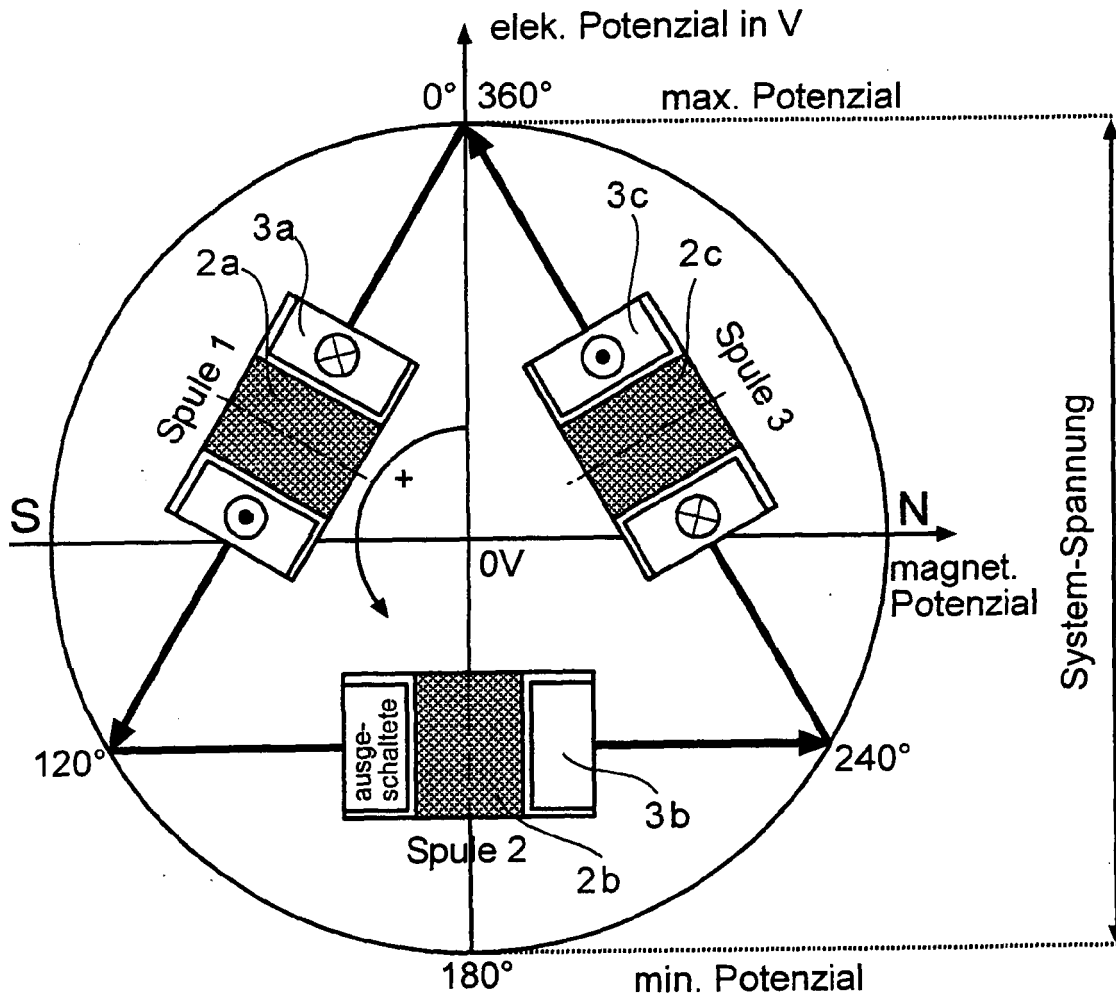 elek. Potenzial in V
0° 360°
max. Potenzial
3a
3c
2a
2c
Spule 1
Spule 3
+
S
N
0V
magnet.
Potenzial
System-Spannung
ausge-
schaltete
120°
240°
3b
Spule 2
2b
180°
min. Potenzial